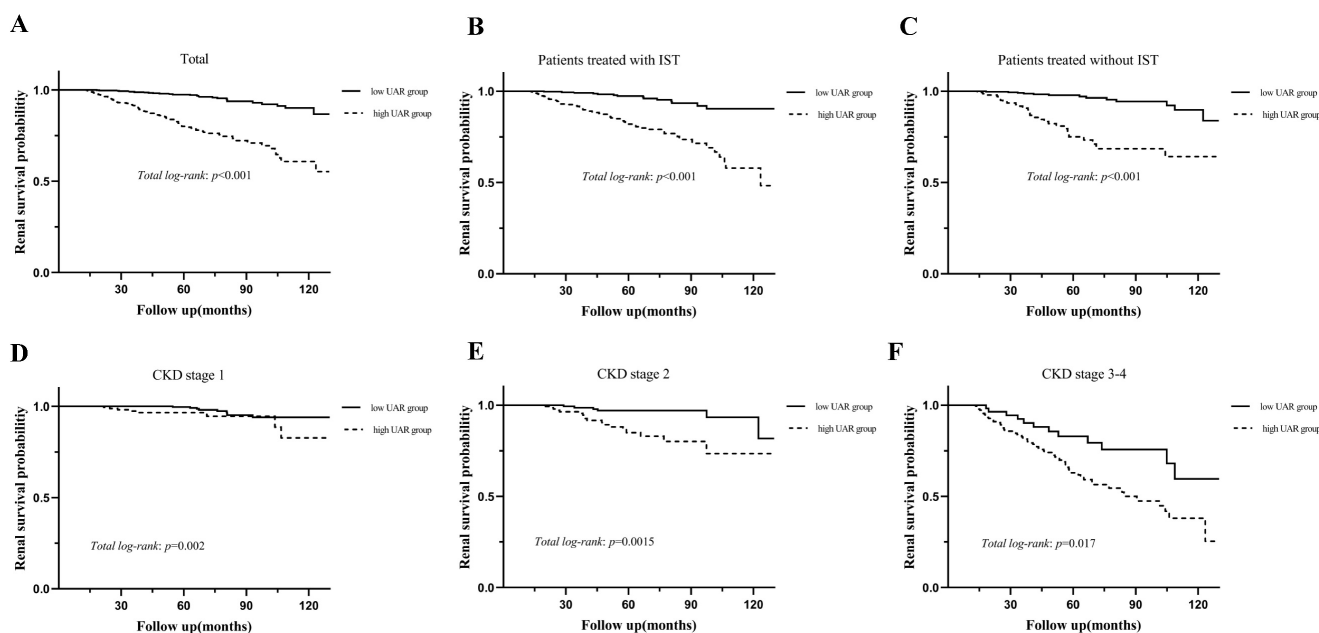 A
Total
Renal survival probabilitiy
1.0
0.5
0.0
30 60 90 120
Follow up(months)
low UAR group
high UAR group
Total log-rank: p<0.001
B
Patients treated with IST
Renal survival probability
1.0
0.5
0.0
30 60 90 120
Follow up(months)
low UAR group
high UAR group
Total log-rank: p<0.001
C
Patients treated without IST
Renal survival probability
1.0
0.5
0.0
30 60 90 120
Follow up(months)
low UAR group
high UAR group
Total log-rank: p<0.001
D
CKD stage 1
Renal survival probabilitiy
1.0
0.5
0.0
30 60 90 120
Follow up(months)
low UAR group
high UAR group
Total log-rank: p=0.002
E
CKD stage 2
Renal survival probability
1.0
0.5
0.0
30 60 90 120
Follow up(months)
low UAR group
high UAR group
Total log-rank: p=0.0015
F
CKD stage 3-4
Renal survival probability
1.0
0.5
0.0
30 60 90 120
Follow up(months)
low UAR group
high UAR group
Total log-rank: p=0.017